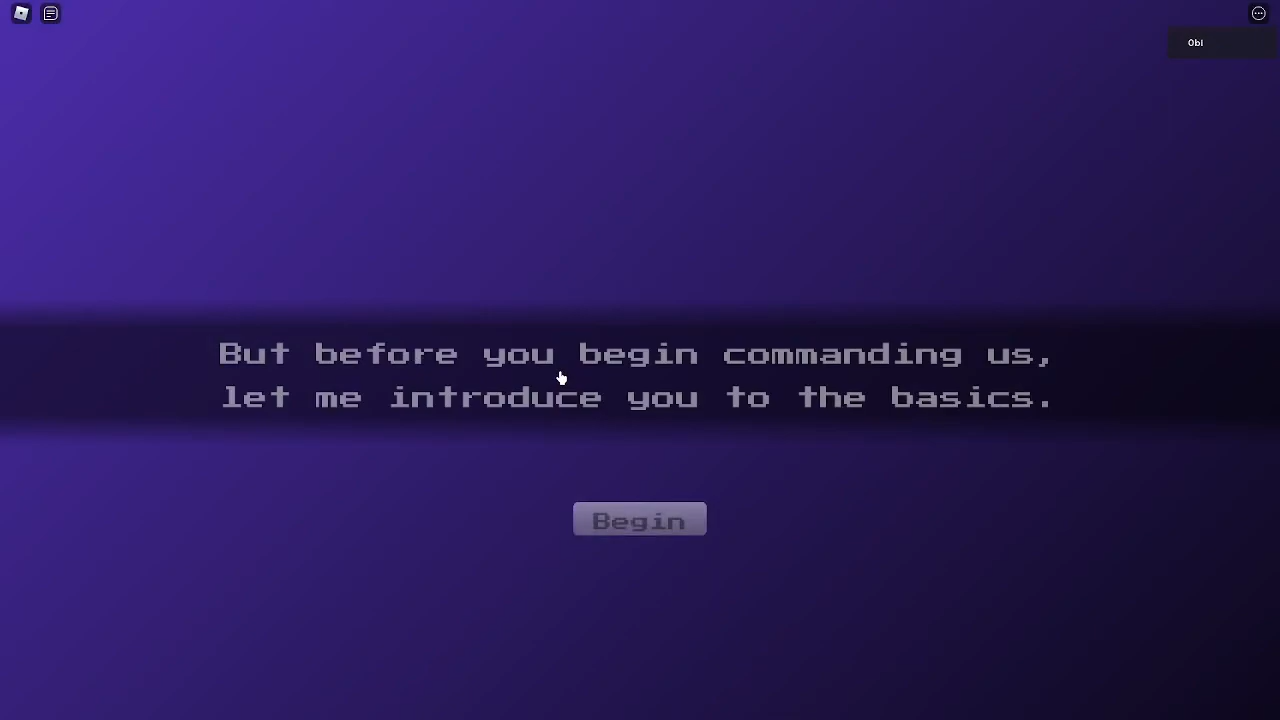 ObI
But before you begin commanding us,
let me introduce you to the basics.
Begin